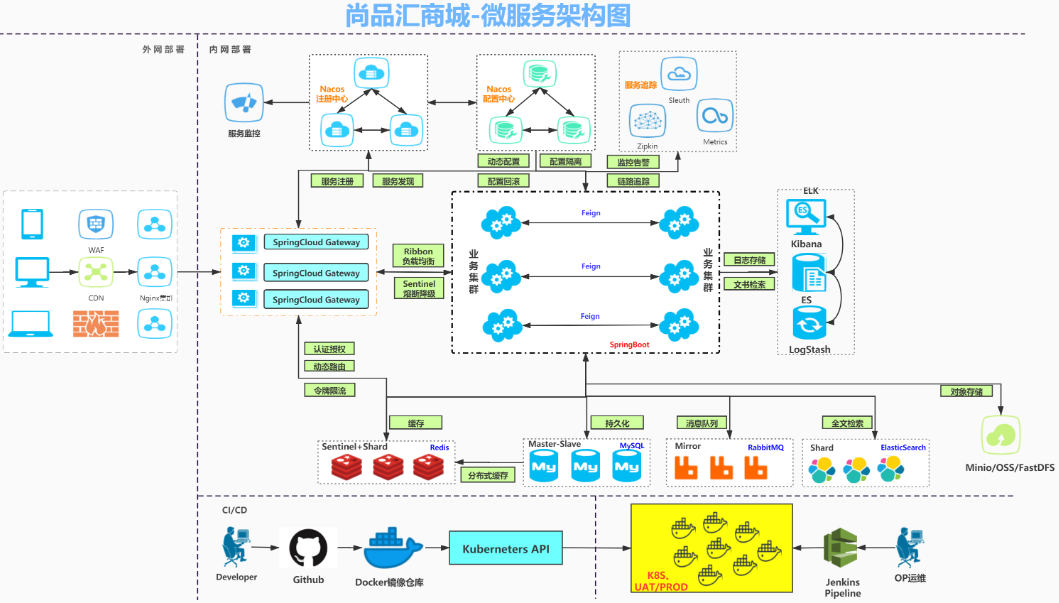 尚品汇商城-微服务架构图
外网部署
内网部署
Nacos
注册中心
Nacos
配置中心
服务追踪
Sleuth
Zipkin
Metrics
服务监控
动态配置
配置隔离
监控告警
服务注册
服务发现
配置回滚
链路追踪
WAF
CDN
SpringCloud Gateway
SpringCloud Gateway
SpringCloud Gateway
Ribbon
负载均衡
Sentinel
熔断降级
业务集群
Feign
Feign
Feign
业务集群
SpringBoot
日志存储
文书检索
ELK
Kibana
ES
ES
LogStash
认证授权
动态路由
令牌限流
缓存
持久化
消息队列
全文检索
对象存储
Sentinel+Shard
Redis
分布式缓存
Master-Slave
MySQL
My
My
My
Mirror
RabbitMQ
Shard
ElasticSearch
Minio/OSS/FastDFS
CI/CD
Developer
Github
Docker镜像仓库
Kuberneters API
K8S、
UAT/PROD
Jenkins
Pipeline
OP运维